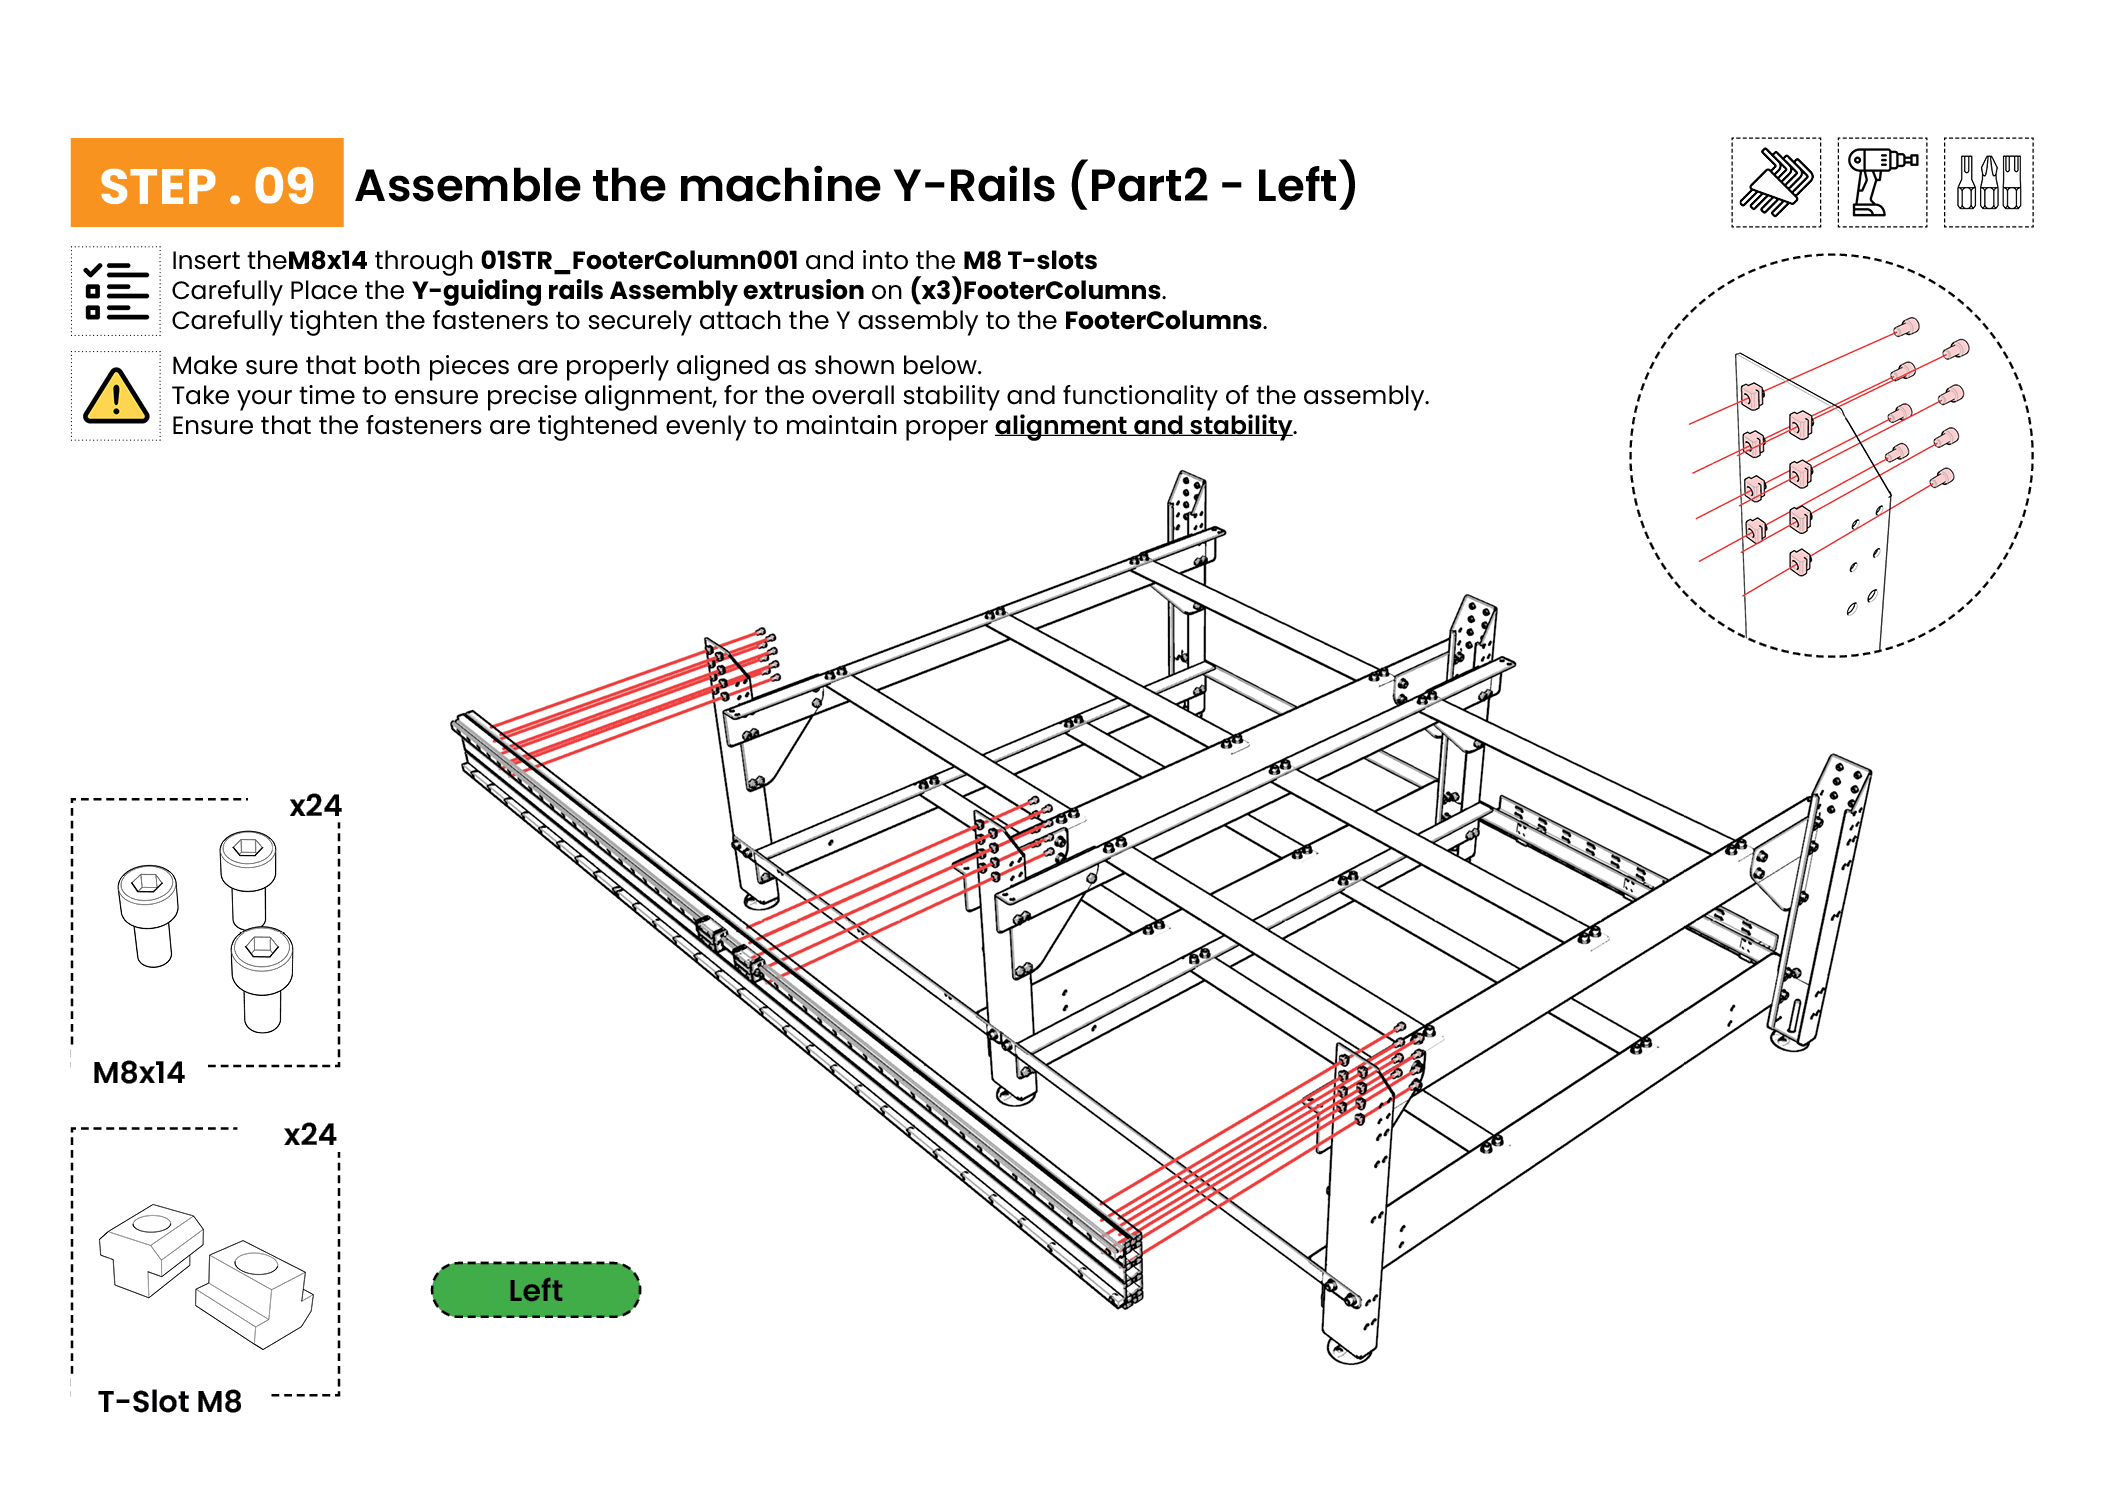 STEP . 09 Assemble the machine Y-Rails (Part2 - Left)
Insert theM8x14 through 01STR_FooterColumn001 and into the M8 T-slots
Carefully Place the Y-guiding rails Assembly extrusion on (x3)FooterColumns.
Carefully tighten the fasteners to securely attach the Y assembly to the FooterColumns.
Make sure that both pieces are properly aligned as shown below.
Take your time to ensure precise alignment, for the overall stability and functionality of the assembly.
Ensure that the fasteners are tightened evenly to maintain proper alignment and stability.
x24
M8x14
x24
T-Slot M8
Left